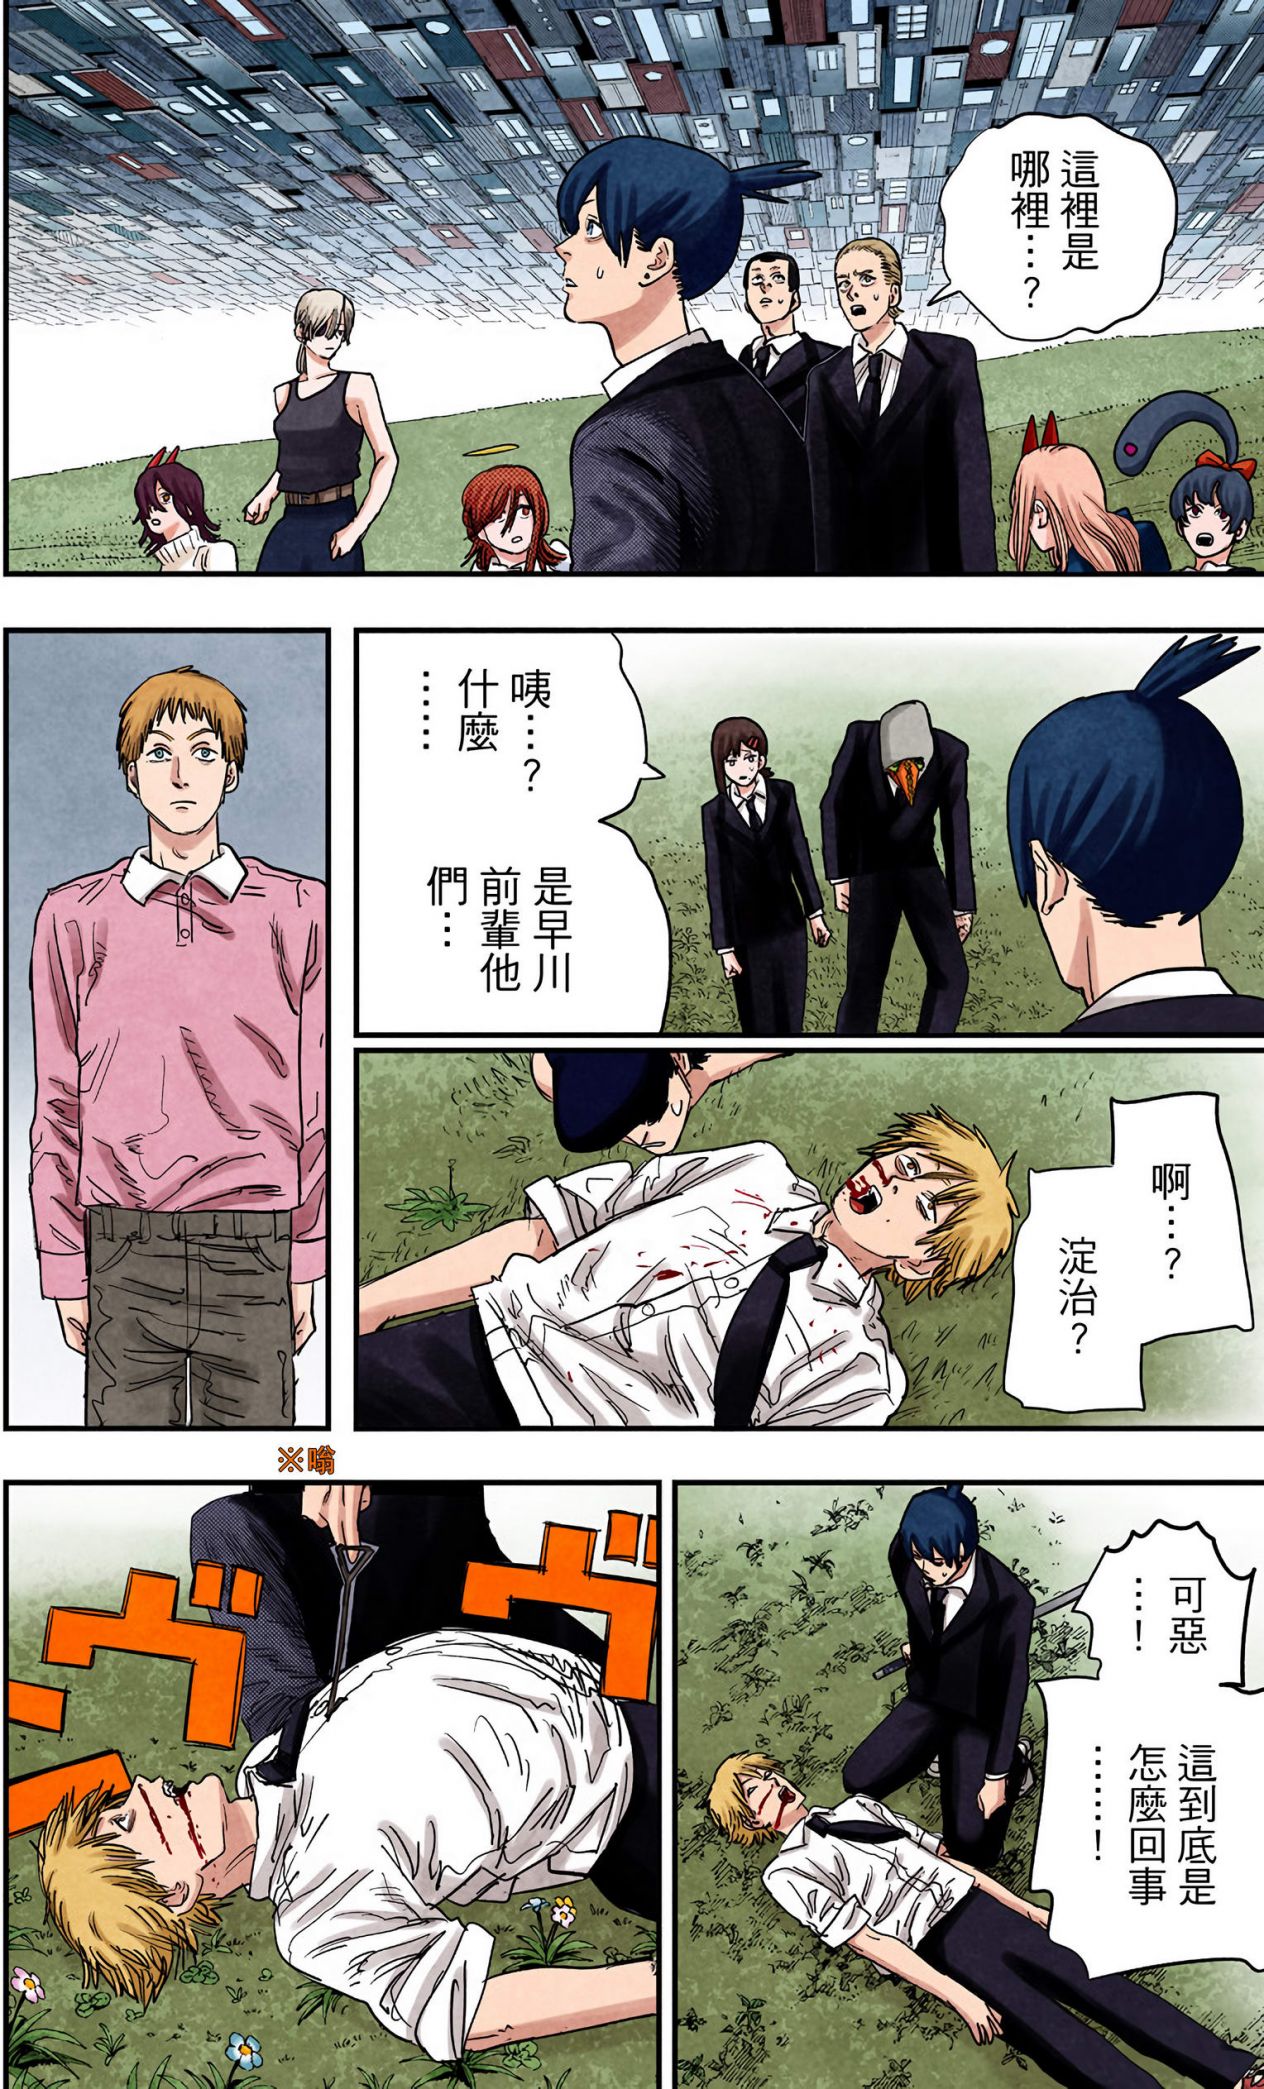 這裡是
哪裡…？
咦…？
什麼
……
是早川
前輩他
們…
啊…？
淀治？
可惡
…！
這到底是
怎麼回事
……！
※嗡
ヴヴー